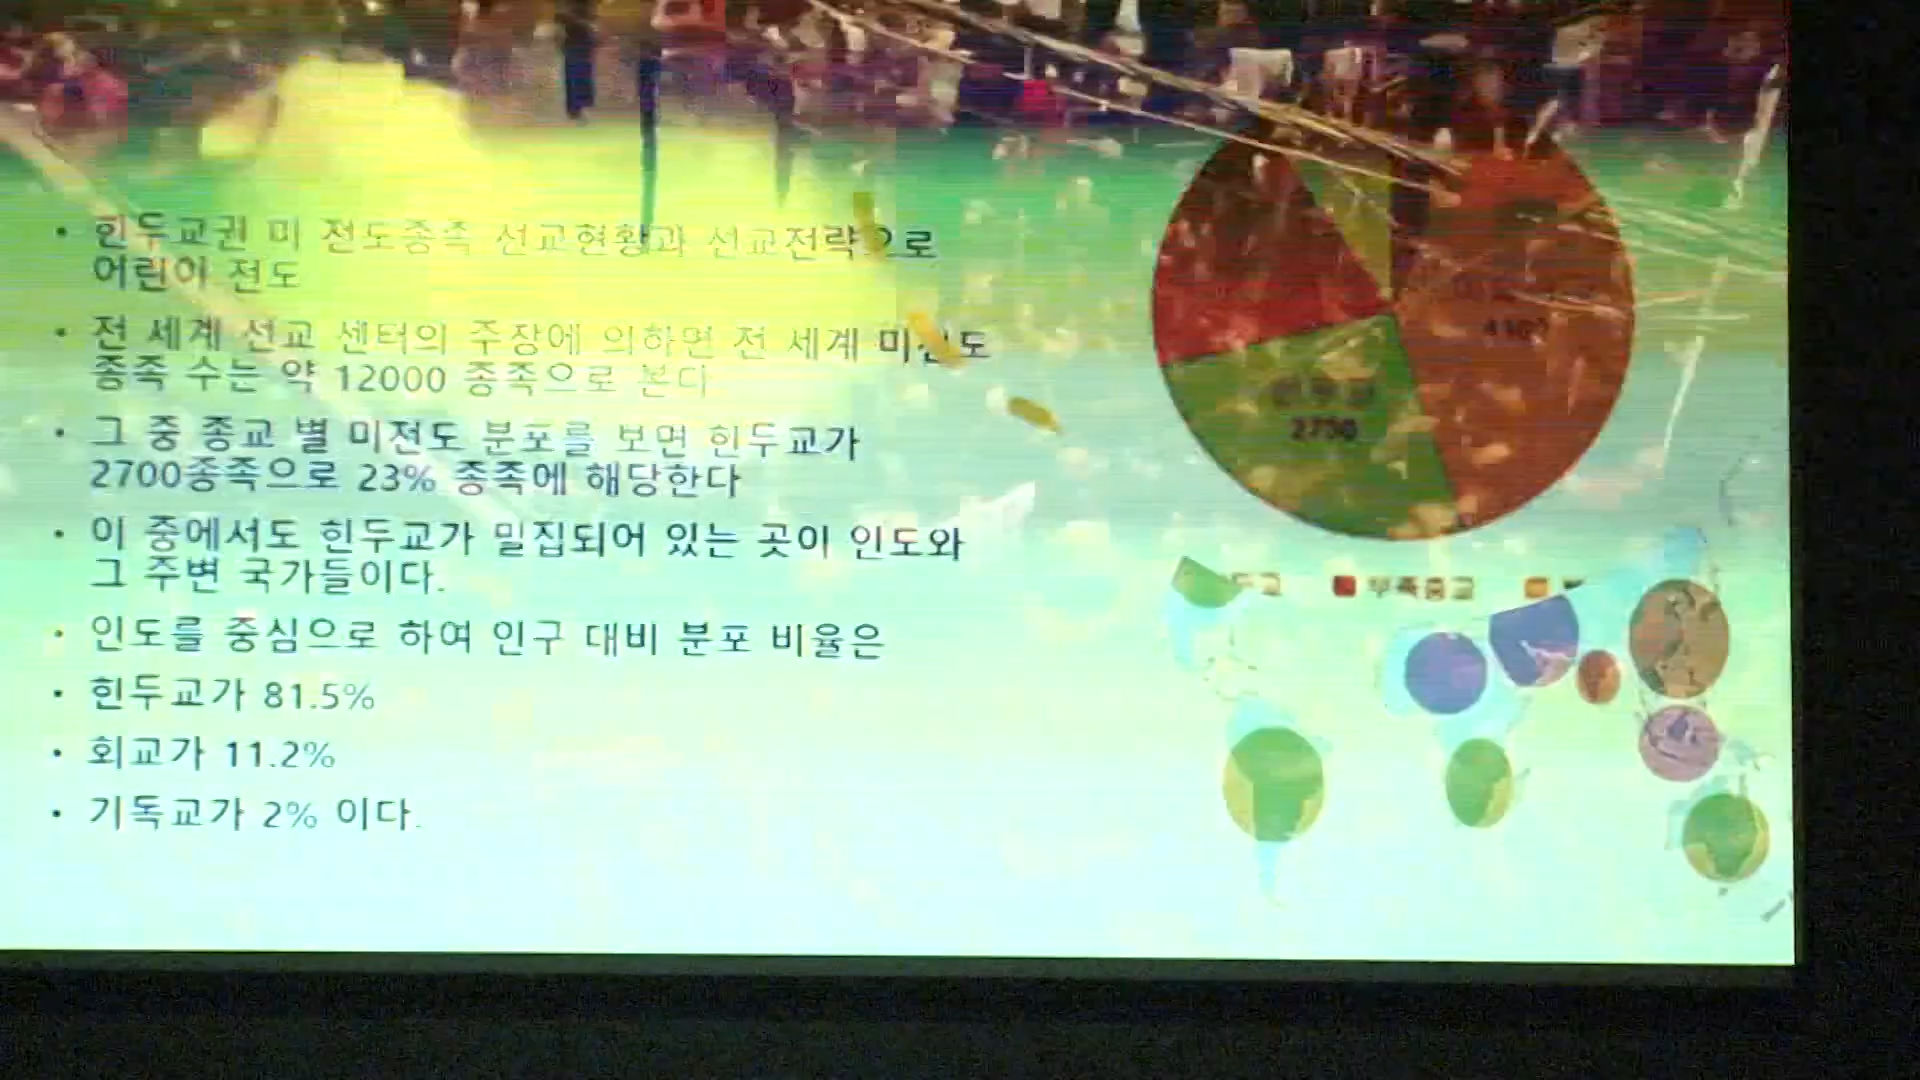 힌두교권 미 전도종족 선교현황과 선교전략으로
어린이 전도
전 세계 선교 센터의 주장에 의하면 전 세계 미전도
종족 수는 약 12000 종족으로 본다
그 중 종교 별 미전도 분포를 보면 힌두교가
2700종족으로 23% 종족에 해당한다
이 중에서도 힌두교가 밀집되어 있는 곳이 인도와
그 주변 국가들이다.
인도를 중심으로 하여 인구 대비 분포 비율은
힌두교가 81.5%
회교가 11.2%
기독교가 2% 이다.
힌두교
2700
부족종교